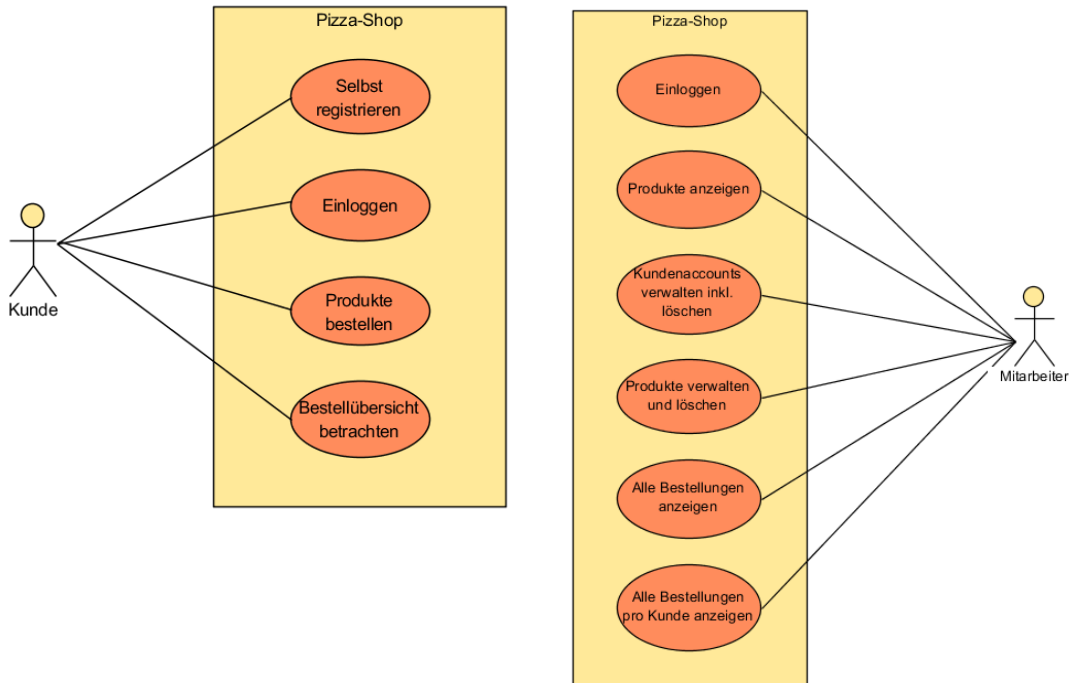 Pizza-Shop
Selbst
registrieren
Einloggen
Produkte
bestellen
Bestellübersicht
betrachten
Kunde
Pizza-Shop
Einloggen
Produkte anzeigen
Kundenaccounts
verwalten inkl.
löschen
Produkte verwalten
und löschen
Alle Bestellungen
anzeigen
Alle Bestellungen
pro Kunde anzeigen
Mitarbeiter